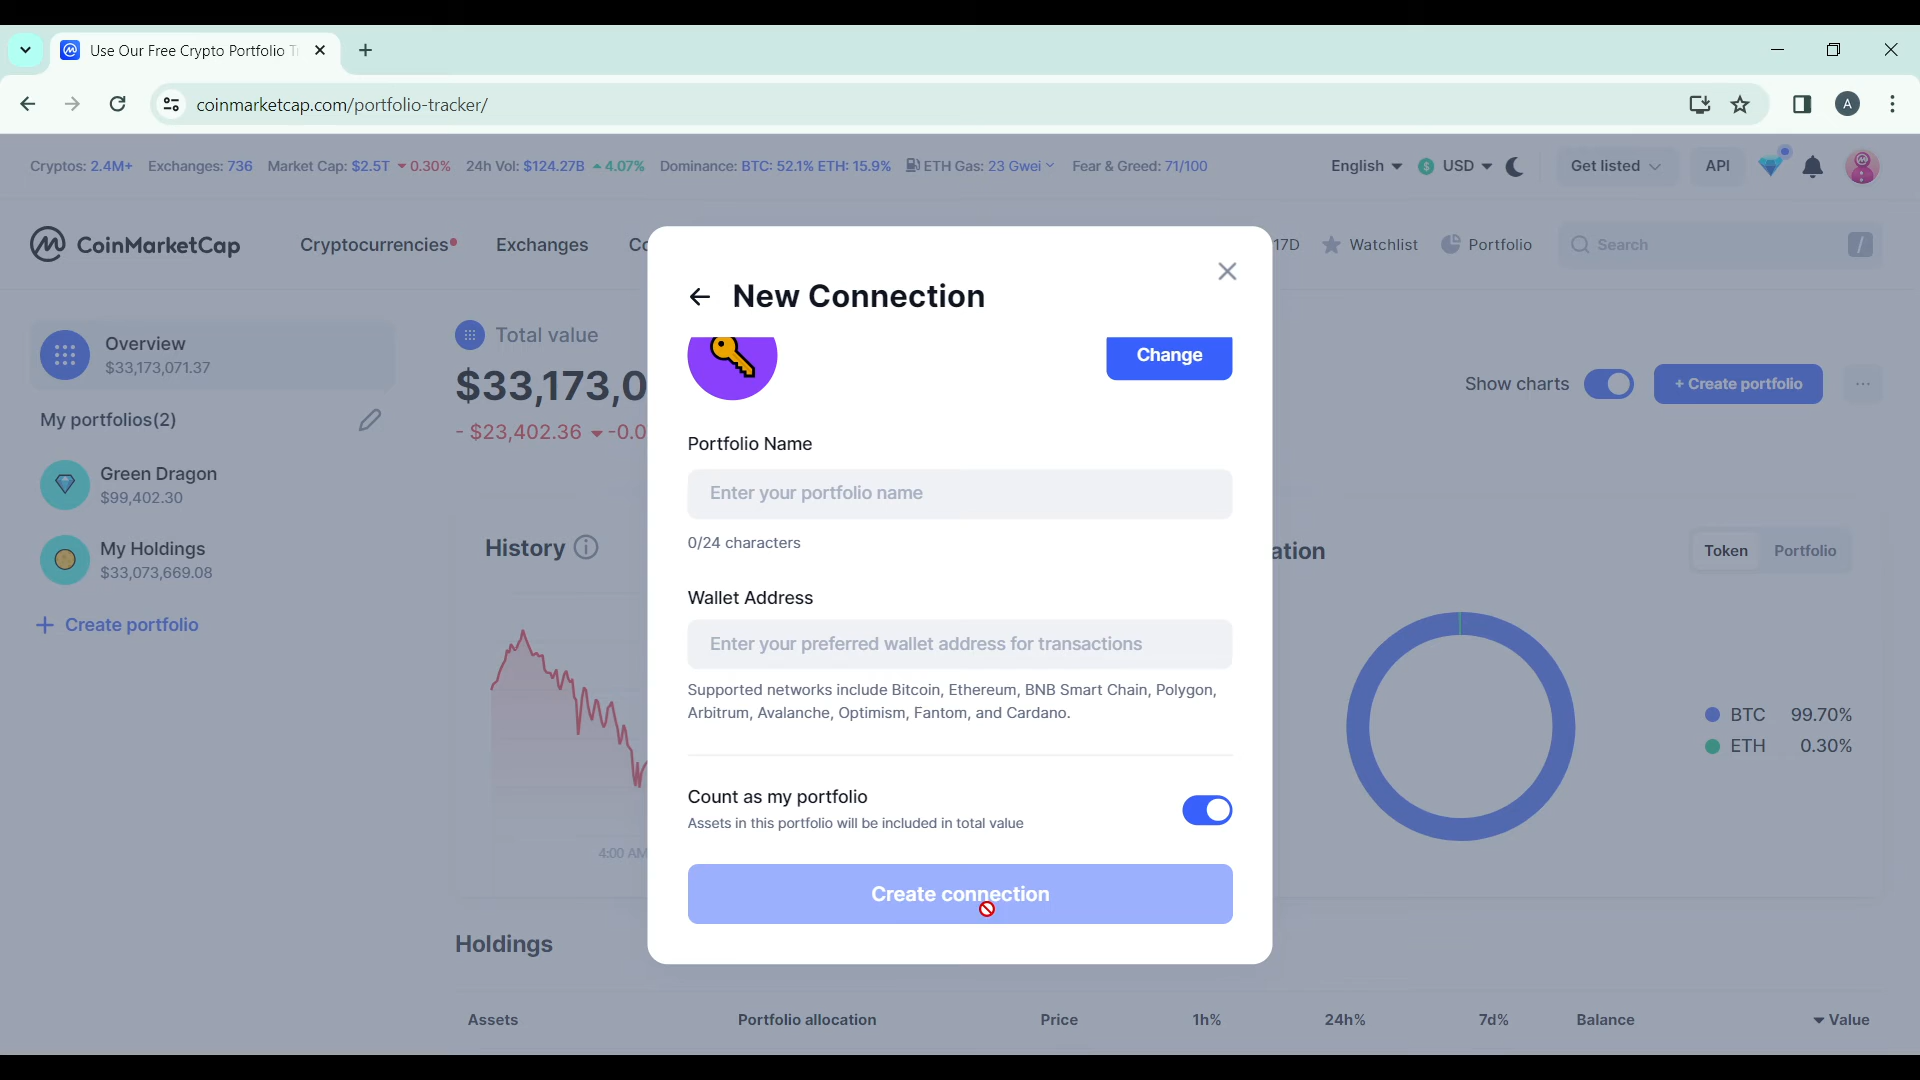 Use Our Free Crypto Portfolio T
coinmarketcap.com/portfolio-tracker/
A
Cryptos: 2.4M+ Exchanges: 736 Market Cap: $2.5T 0.30% 24h Vol: $124.27B 4.07% Dominance: BTC: 52.1% ETH: 15.9% ETH Gas: 23 Gwei Fear & Greed: 71/100
English $ USD Get listed API
CoinMarketCap Cryptocurrencies Exchanges Co 17D Watchlist Portfolio Search /
New Connection
Change
Overview
$33,173,071.37
My portfolios(2)
Green Dragon
$99,402.30
My Holdings
$33,073,669.08
+ Create portfolio
Total value
$33,173,0
- $23,402.36 -0.0
Show charts + Create portfolio ...
History
ation
Token Portfolio
4:00 AM
BTC 99.70%
ETH 0.30%
Portfolio Name
Enter your portfolio name
0/24 characters
Wallet Address
Enter your preferred wallet address for transactions
Supported networks include Bitcoin, Ethereum, BNB Smart Chain, Polygon,
Arbitrum, Avalanche, Optimism, Fantom, and Cardano.
Count as my portfolio
Assets in this portfolio will be included in total value
Create connection
Holdings
Assets Portfolio allocation Price 1h% 24h% 7d% Balance Value